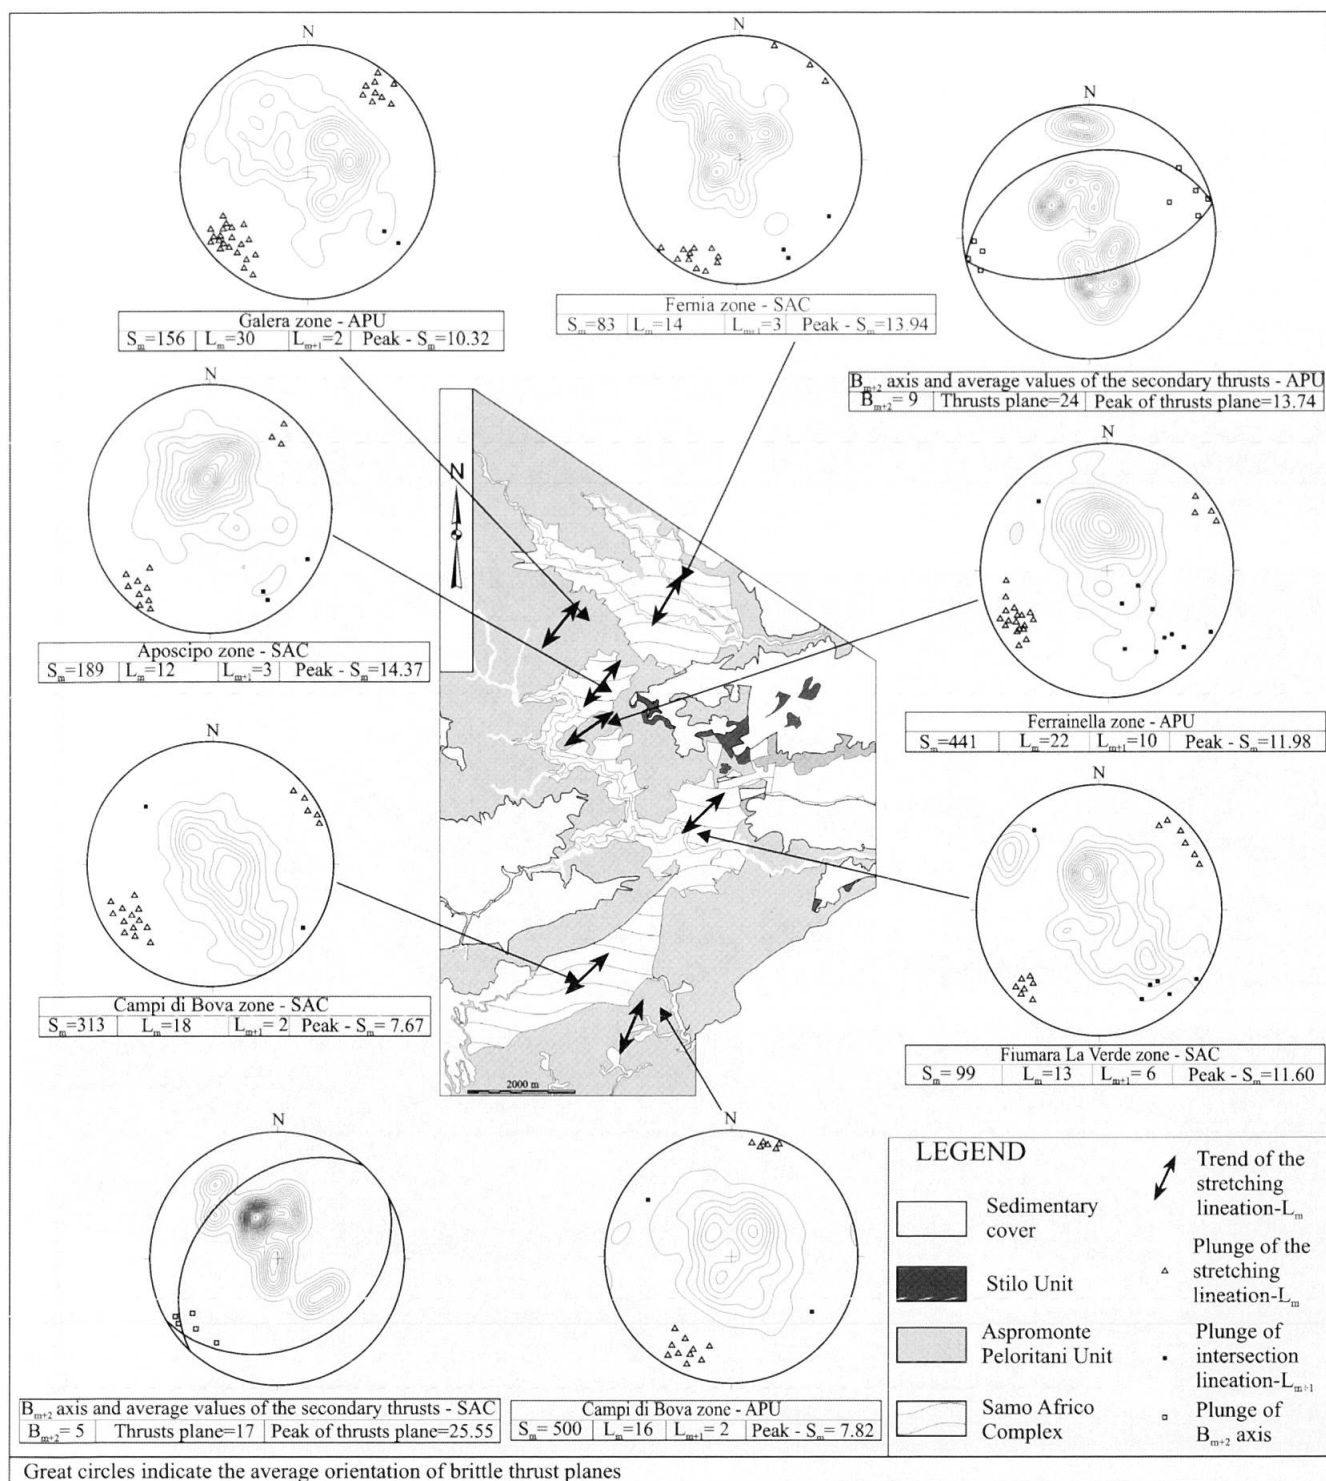 N
N
N
Galera zone - APU
Sm=156 Lm=30 Lm+1=2 Peak - Sm=10.32
Fernia zone - SAC
Sm=83 Lm=14 Lm+1=3 Peak - Sm=13.94
Bm+2 axis and average values of the secondary thrusts - APU
Bm+2= 9 Thrusts plane=24 Peak of thrusts plane=13.74
N
N
N
Aposcipo zone - SAC
Sm=189 Lm=12 Lm+1=3 Peak - Sm=14.37
Ferrainella zone - APU
Sm=441 Lm=22 Lm+1=10 Peak - Sm=11.98
N
N
Campi di Bova zone - SAC
Sm=313 Lm=18 Lm+1= 2 Peak - Sm= 7.67
Fiumara La Verde zone - SAC
Sm= 99 Lm=13 Lm+1= 6 Peak - Sm=11.60
2000 m
N
N
Bm+2 axis and average values of the secondary thrusts - SAC
Bm+2= 5 Thrusts plane=17 Peak of thrusts plane=25.55
Campi di Bova zone - APU
Sm= 500 Lm=16 Lm+1= 2 Peak - Sm= 7.82
LEGEND
Sedimentary
cover
Stilo Unit
Aspromonte
Peloritani Unit
Samo Africo
Complex
Trend of the
stretching
lineation-Lm
Plunge of the
stretching
lineation-Lm
Plunge of
intersection
lineation-Lm+1
Plunge of
Bm+2 axis
Great circles indicate the average orientation of brittle thrust planes